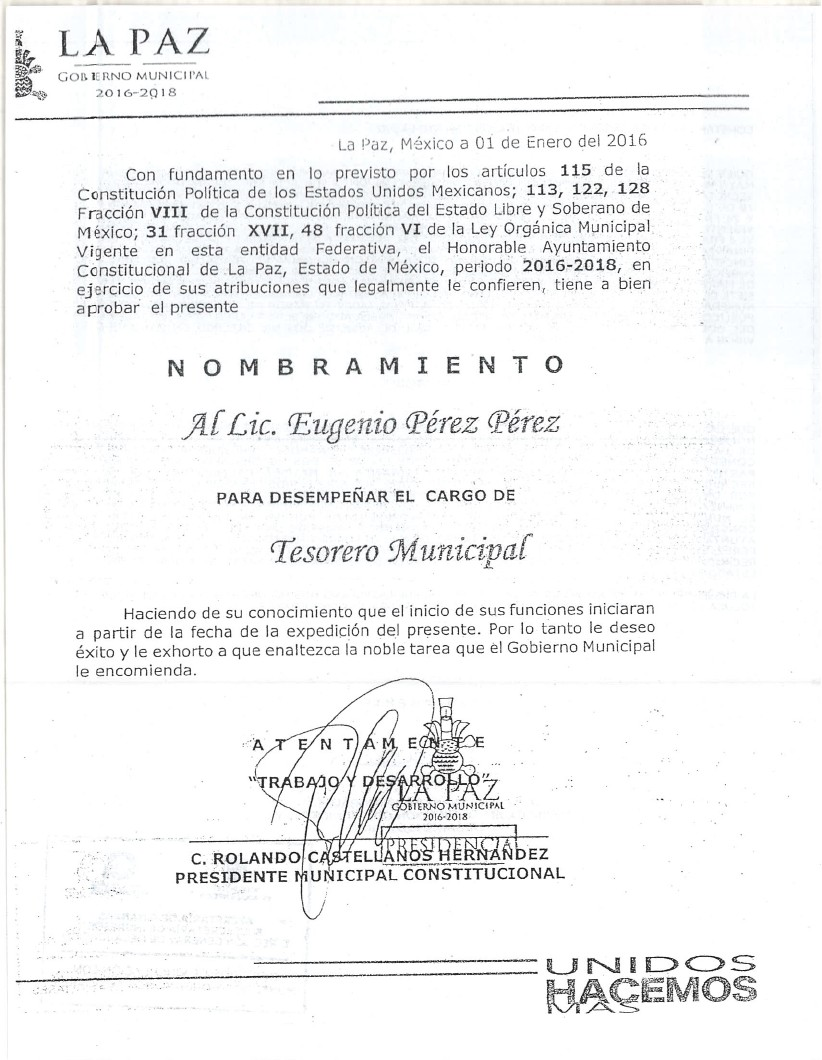 LA PAZ
GOBIERNO MUNICIPAL
2016-2018
La Paz, México a 01 de Enero del 2016
Con fundamento en lo previsto por los artículos 115 de la
Constitución Política de los Estados Unidos Mexicanos; 113, 122, 128
Fracción VIII de la Constitución Política del Estado Libre y Soberano de
México; 31 fracción XVII, 48 fracción VI de la Ley Orgánica Municipal
Vigente en esta entidad Federativa, el Honorable Ayuntamiento
Constitucional de La Paz, Estado de México, periodo 2016-2018, en
ejercicio de sus atribuciones que legalmente le confieren, tiene a bien
aprobar el presente
NOMBRAMIENTO
Al Lic. Eugenio Pérez Pérez
PARA DESEMPEÑAR EL CARGO DE
Tesorero Municipal
Haciendo de su conocimiento que el inicio de sus funciones iniciaran
a partir de la fecha de la expedición del presente. Por lo tanto le deseo
éxito y le exhorto a que enaltezca la noble tarea que el Gobierno Municipal
le encomienda.
ATENTAMENTE
"TRABAJO Y DESARROLLO"
LA PAZ
GOBIERNO MUNICIPAL
2016-2018
PRESIDENCIA
C. ROLANDO CASTELLANOS HERNANDEZ
PRESIDENTE MUNICIPAL CONSTITUCIONAL
UNIDOS
HACEMOS
MAS